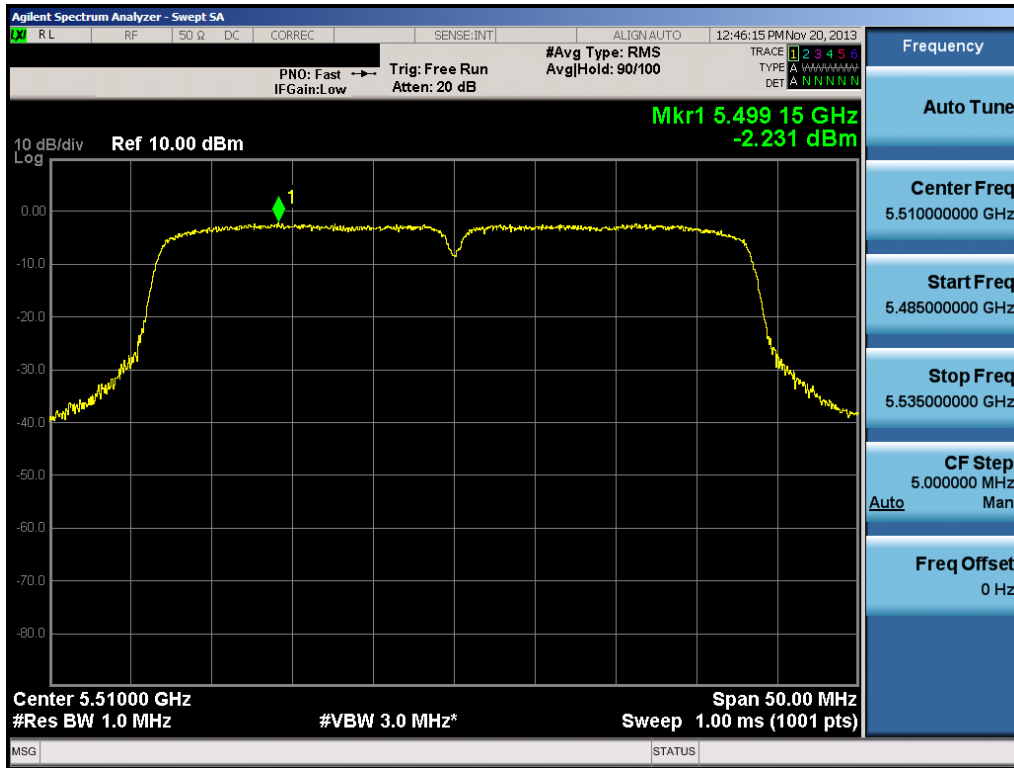 Agilent Spectrum Analyzer - Swept SA
LXI RL RF 50 Ω DC CORREC SENSE:INT ALIGN AUTO 12:46:15 PM Nov 20, 2013
PNO: Fast
IFGain:Low
Trig: Free Run
Atten: 20 dB
#Avg Type: RMS
Avg|Hold: 90/100
TRACE 1 2 3 4 5 6
TYPE A WWWWW
DET A N N N N N
Mkr1 5.499 15 GHz
-2.231 dBm
10 dB/div Ref 10.00 dBm
Log
1
0.00
-10.0
-20.0
-30.0
-40.0
-50.0
-60.0
-70.0
-80.0
Center 5.51000 GHz Span 50.00 MHz
#Res BW 1.0 MHz #VBW 3.0 MHz* Sweep 1.00 ms (1001 pts)
MSG STATUS
Frequency
Auto Tune
Center Freq
5.510000000 GHz
Start Freq
5.485000000 GHz
Stop Freq
5.535000000 GHz
CF Step
5.000000 MHz
Auto Man
Freq Offset
0 Hz